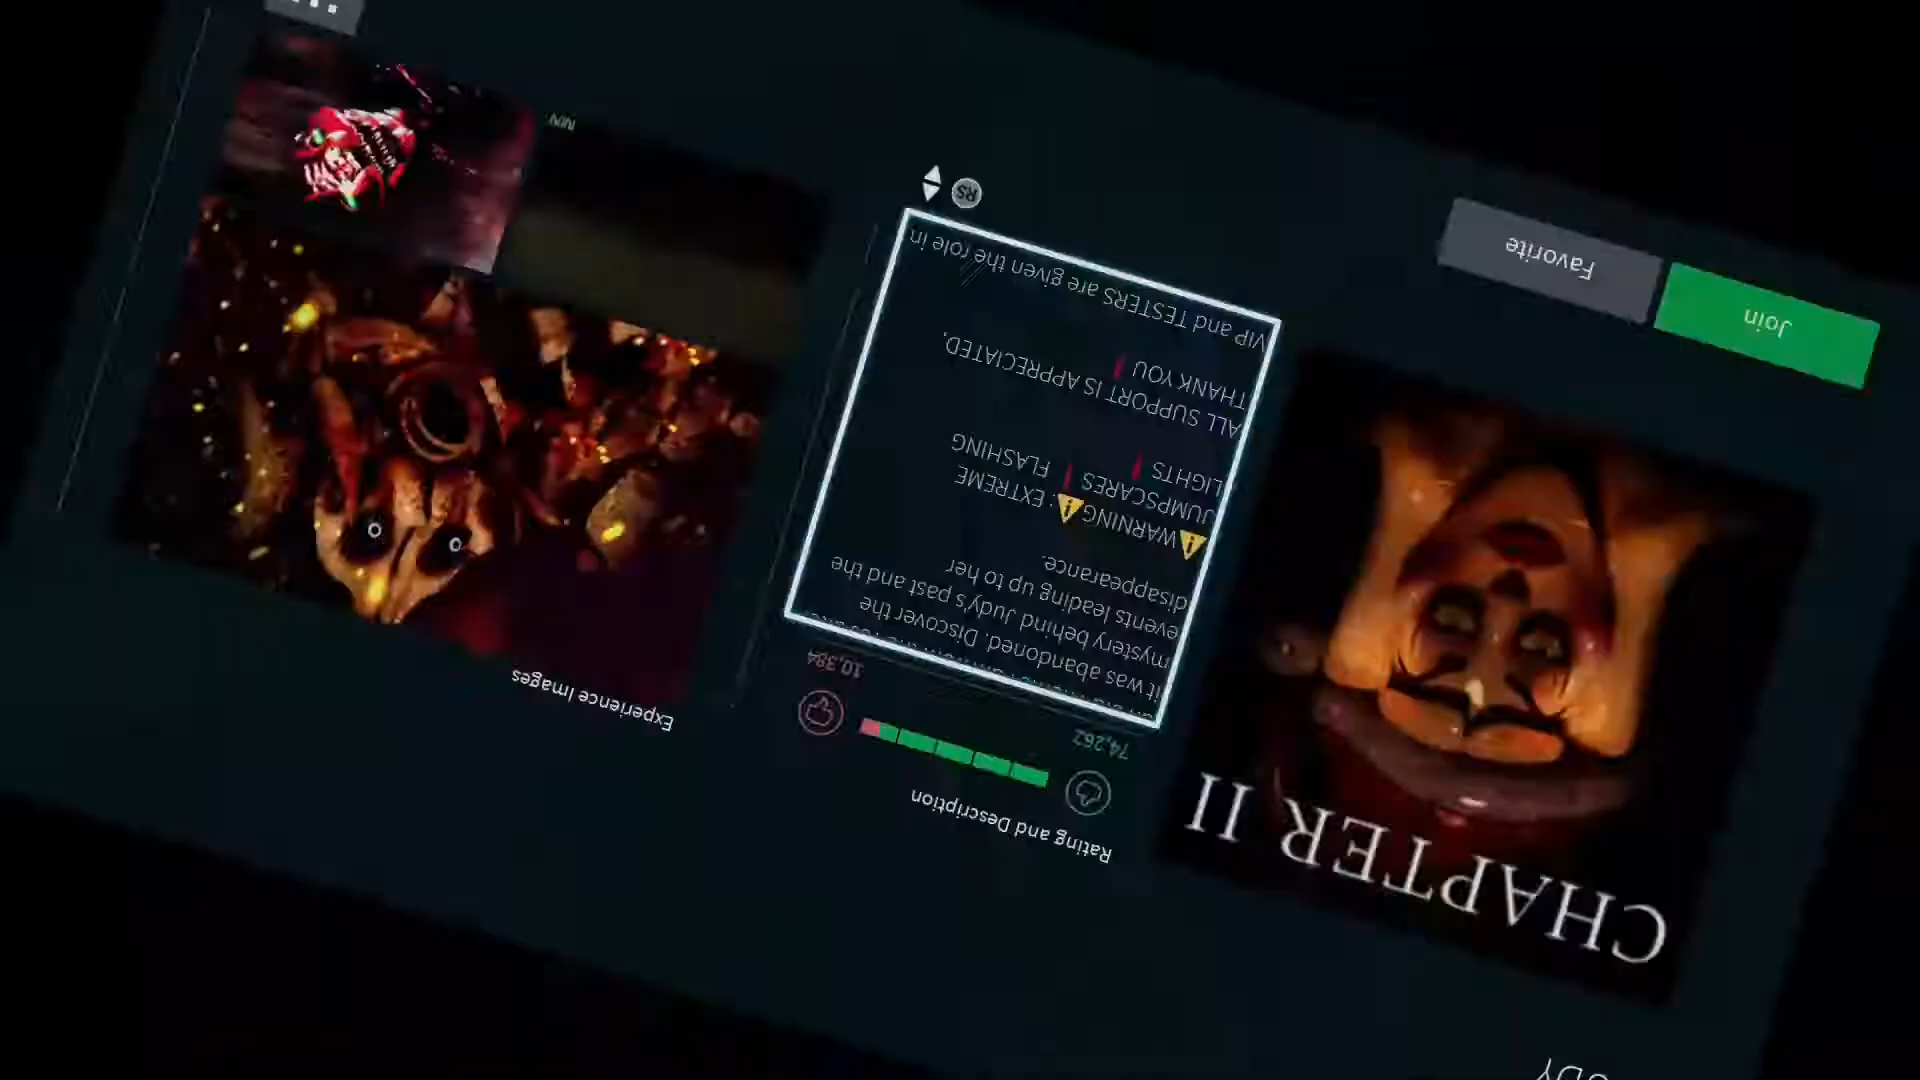 CHAPTER II
Join
Favorite
Rating and Description
74,262
10,384
it was abandoned. Discover the
mystery behind Judy's past and the
events leading up to her
disappearance.
⚠WARNING⚠: EXTREME
JUMPSCARES❗FLASHING
LIGHTS❗
ALL SUPPORT IS APPRECIATED,
THANK YOU❗
VIP and TESTERS are given the role in
RS
Experience Images